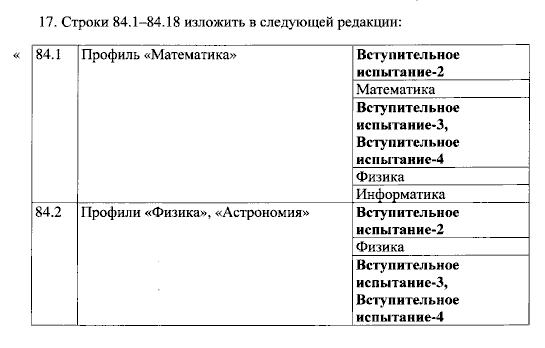 17. Строки 84.1–84.18 изложить в следующей редакции:
« 84.1 Профиль «Математика» Вступительное
испытание-2
Математика
Вступительное
испытание-3,
Вступительное
испытание-4
Физика
Информатика
84.2 Профили «Физика», «Астрономия» Вступительное
испытание-2
Физика
Вступительное
испытание-3,
Вступительное
испытание-4